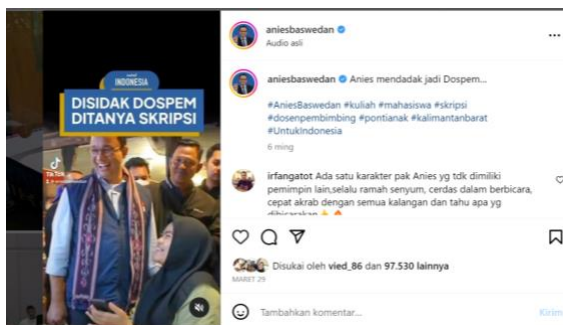 INDONESIA
DISIDAK DOSPEM
DITANYA SKRIPSI
TikTok
aniesbaswedan
Audio asli
aniesbaswedan Anies mendadak jadi Dospem...
#AniesBaswedan #kuliah #mahasiswa #skripsi
#dosenpembimbing #pontianak #kalimantanbarat
#UntukIndonesia
6 ming
irfangatot Ada satu karakter pak Anies yg tdk dimiliki
pemimpin lain,selalu ramah senyum, cerdas dalam berbicara,
cepat akrab dengan semua kalangan dan tahu apa yg
dibicarakan
Disukai oleh vied_86 dan 97.530 lainnya
MARET 29
Tambahkan komentar...
Kirim